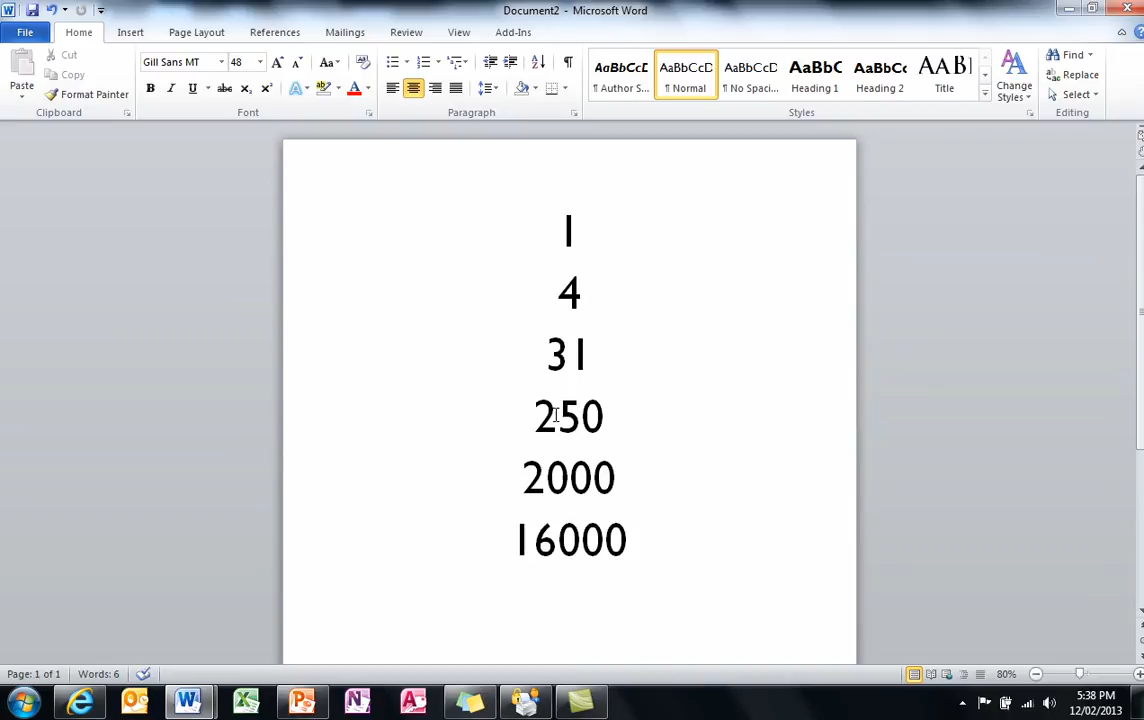 Document2 - Microsoft Word
File Home Insert Page Layout References Mailings Review View Add-Ins
Paste
Cut
Copy
Format Painter
Clipboard
Gill Sans MT 48
Font
Paragraph
AaBbCcD AaBbCcD AaBbCcD AaBbC AaBbCc AABI
¶ Author S... ¶ Normal ¶ No Spaci... Heading 1 Heading 2 Title
Styles
Change
Styles
Find
Replace
Select
Editing
1
4
31
250
2000
16000
Page: 1 of 1 Words: 6 80%
5:38 PM
12/02/2013